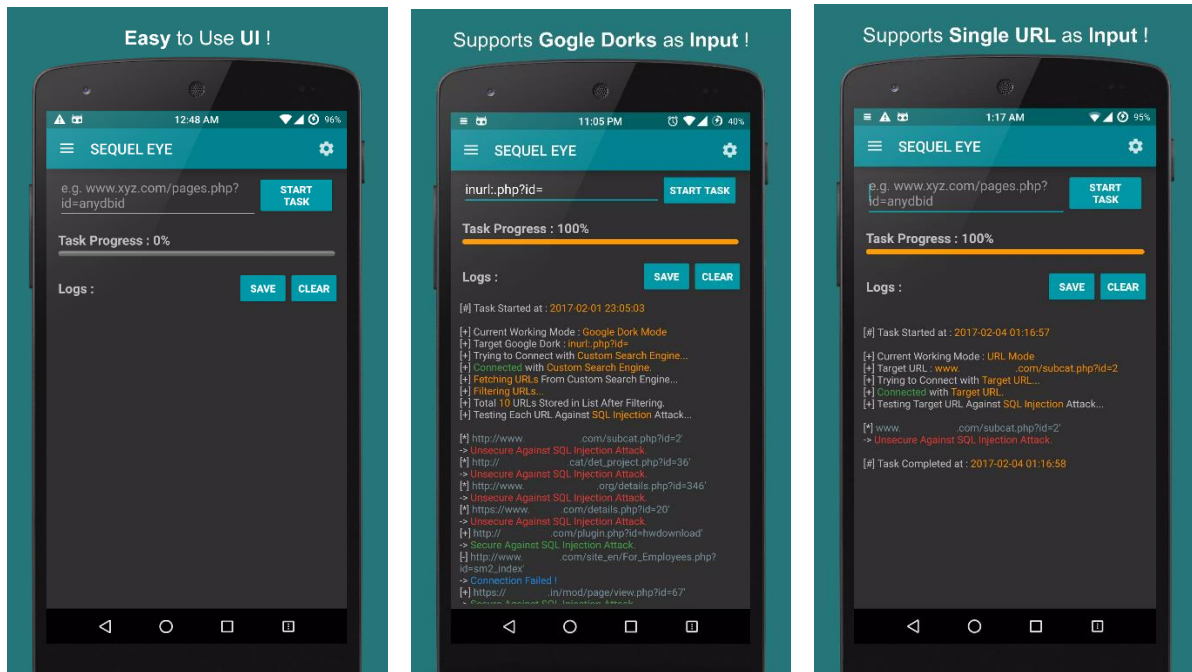 Easy to Use UI !
12:48 AM
96%
SEQUEL EYE
e.g. www.xyz.com/pages.php?
id=anydbid
START
TASK
Task Progress : 0%
Logs :
SAVE
CLEAR
Supports Gogle Dorks as Input !
11:05 PM
40%
SEQUEL EYE
inurl:.php?id=
START TASK
Task Progress : 100%
Logs :
SAVE
CLEAR
[#] Task Started at : 2017-02-01 23:05:03
[+] Current Working Mode : Google Dork Mode
[+] Target Google Dork : inurl:.php?id=
[+] Trying to Connect with Custom Search Engine...
[+] Connected with Custom Search Engine.
[+] Fetching URLs From Custom Search Engine...
[+] Filtering URLs...
[+] Total 10 URLs Stored in List After Filtering.
[+] Testing Each URL Against SQL Injection Attack...
[*] http://www. .com/subcat.php?id=2'
-> Unsecure Against SQL Injection Attack.
[*] http:// .cat/det_project.php?id=36'
-> Unsecure Against SQL Injection Attack.
[*] http://www. .org/details.php?id=346'
-> Unsecure Against SQL Injection Attack.
[*] https://www. .com/details.php?id=20'
-> Unsecure Against SQL Injection Attack.
[+] http:// .com/plugin.php?id=hwdownload'
-> Secure Against SQL Injection Attack.
[-] http://www. .com/site_en/For_Employees.php?
id=sm2_index'
-> Connection Failed !
[+] https:// .in/mod/page/view.php?id=67'
-> Secure Against SQL Injection Attack.
Supports Single URL as Input !
1:17 AM
95%
SEQUEL EYE
e.g. www.xyz.com/pages.php?
id=anydbid
START
TASK
Task Progress : 100%
Logs :
SAVE
CLEAR
[#] Task Started at : 2017-02-04 01:16:57
[+] Current Working Mode : URL Mode
[+] Target URL : www. .com/subcat.php?id=2
[+] Trying to Connect with Target URL...
[+] Connected with Target URL.
[+] Testing Target URL Against SQL Injection Attack...
[*] www. .com/subcat.php?id=2'
-> Unsecure Against SQL Injection Attack.
[#] Task Completed at : 2017-02-04 01:16:58